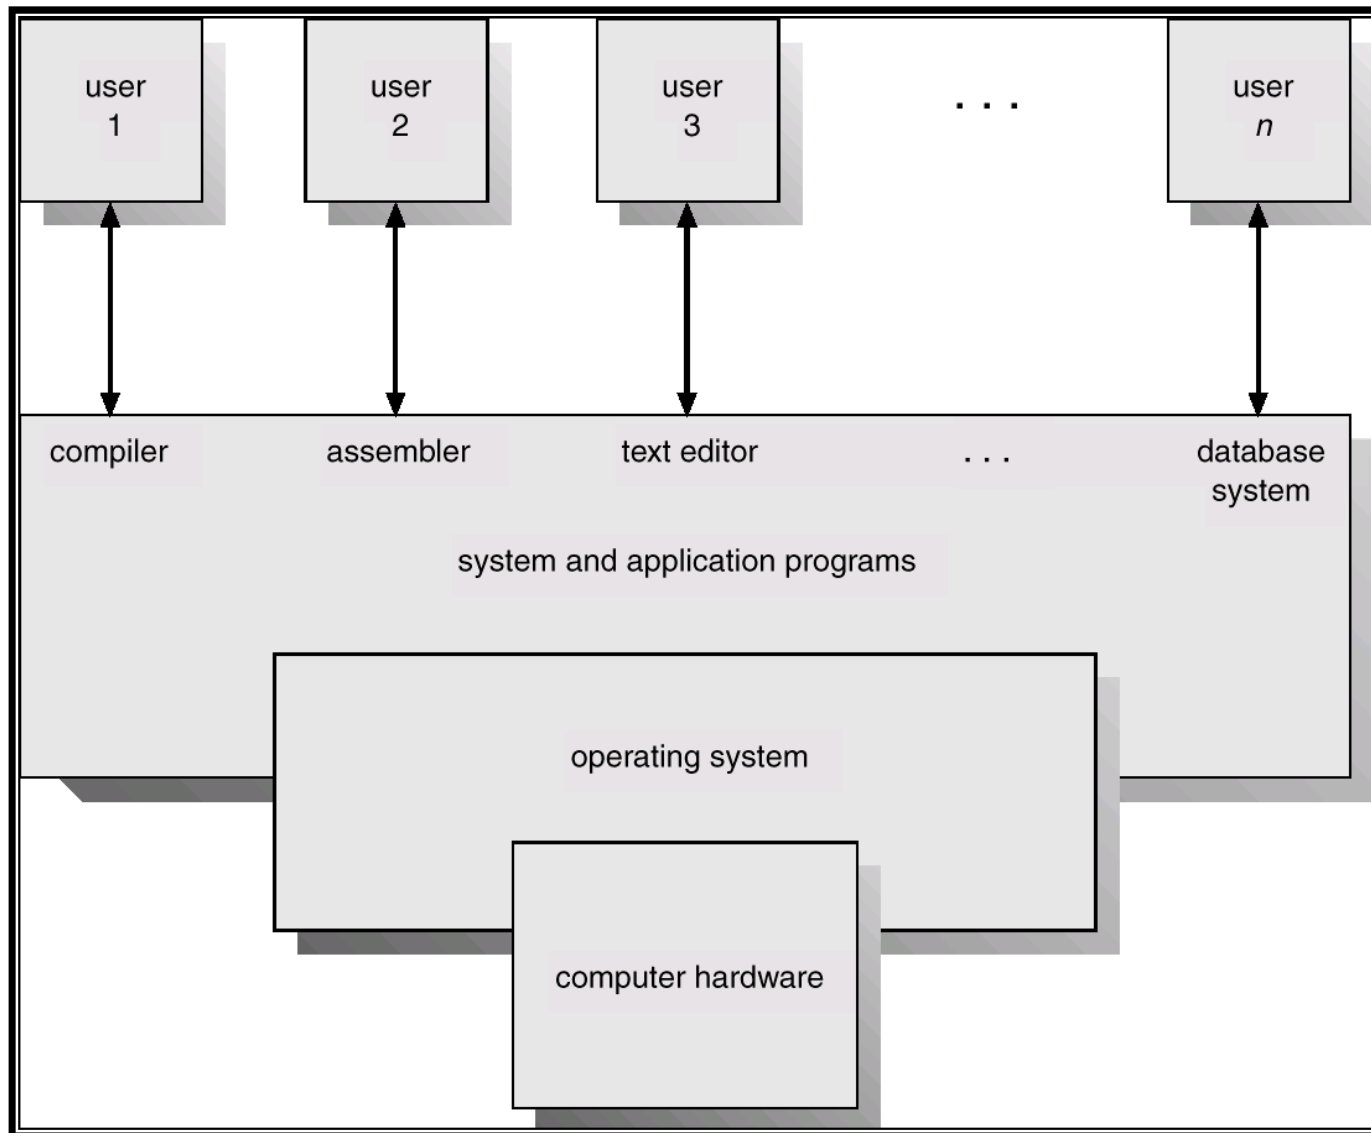 user
1
user
2
user
3
. . .
user
n
compiler
assembler
text editor
. . .
database
system
system and application programs
operating system
computer hardware